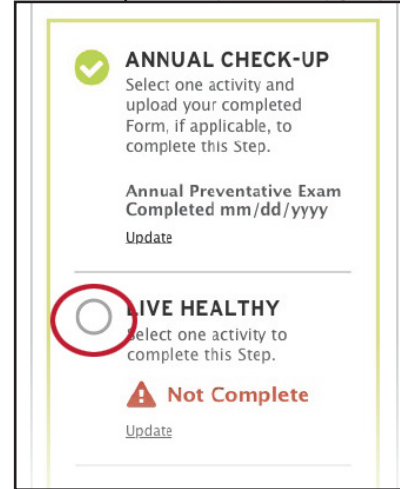 ANNUAL CHECK-UP
Select one activity and
upload your completed
Form, if applicable, to
complete this Step.
Annual Preventative Exam
Completed mm/dd/yyyy
Update
LIVE HEALTHY
Select one activity to
complete this Step.
Not Complete
Update